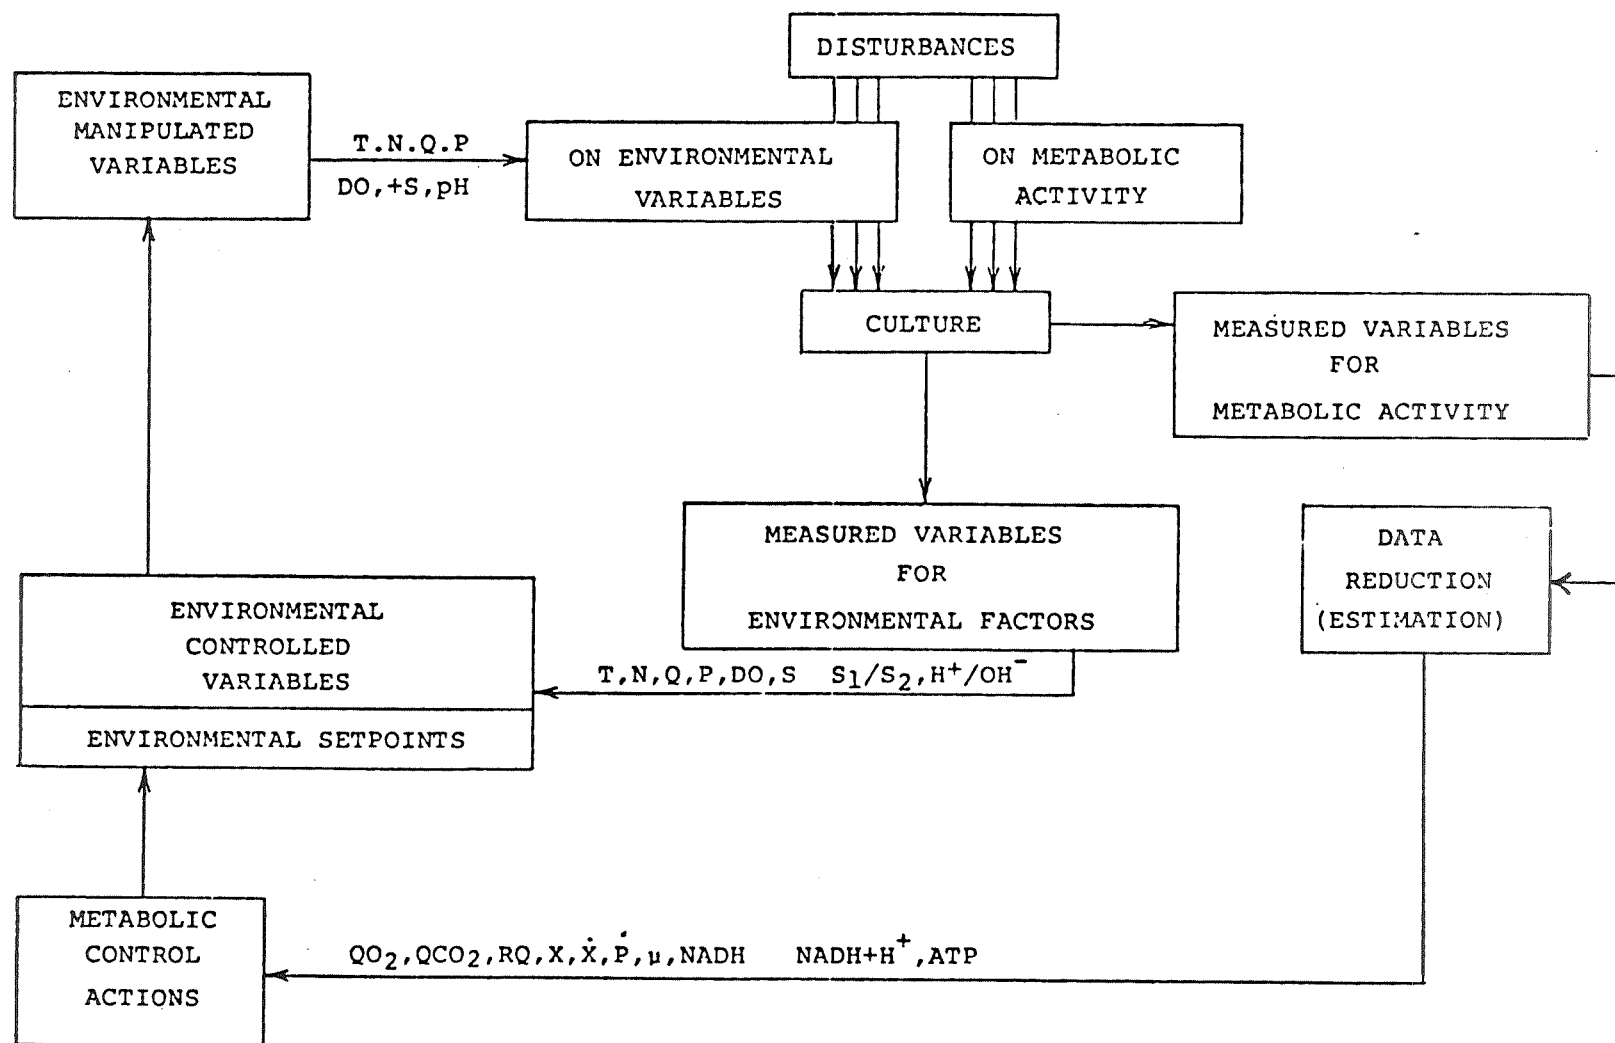 DISTURBANCES
ENVIRONMENTAL
MANIPULATED
VARIABLES
T.N.Q.P
DO,+S,pH
ON ENVIRONMENTAL
VARIABLES
ON METABOLIC
ACTIVITY
CULTURE
MEASURED VARIABLES
FOR
METABOLIC ACTIVITY
MEASURED VARIABLES
FOR
ENVIRONMENTAL FACTORS
DATA
REDUCTION
(ESTIMATION)
ENVIRONMENTAL
CONTROLLED
VARIABLES
ENVIRONMENTAL SETPOINTS
T,N,Q,P,DO,S S₁/S₂,H⁺/OH⁻
METABOLIC
CONTROL
ACTIONS
QO₂,QCO₂,RQ,X,Ẋ,Ṗ,μ,NADH NADH+H⁺,ATP